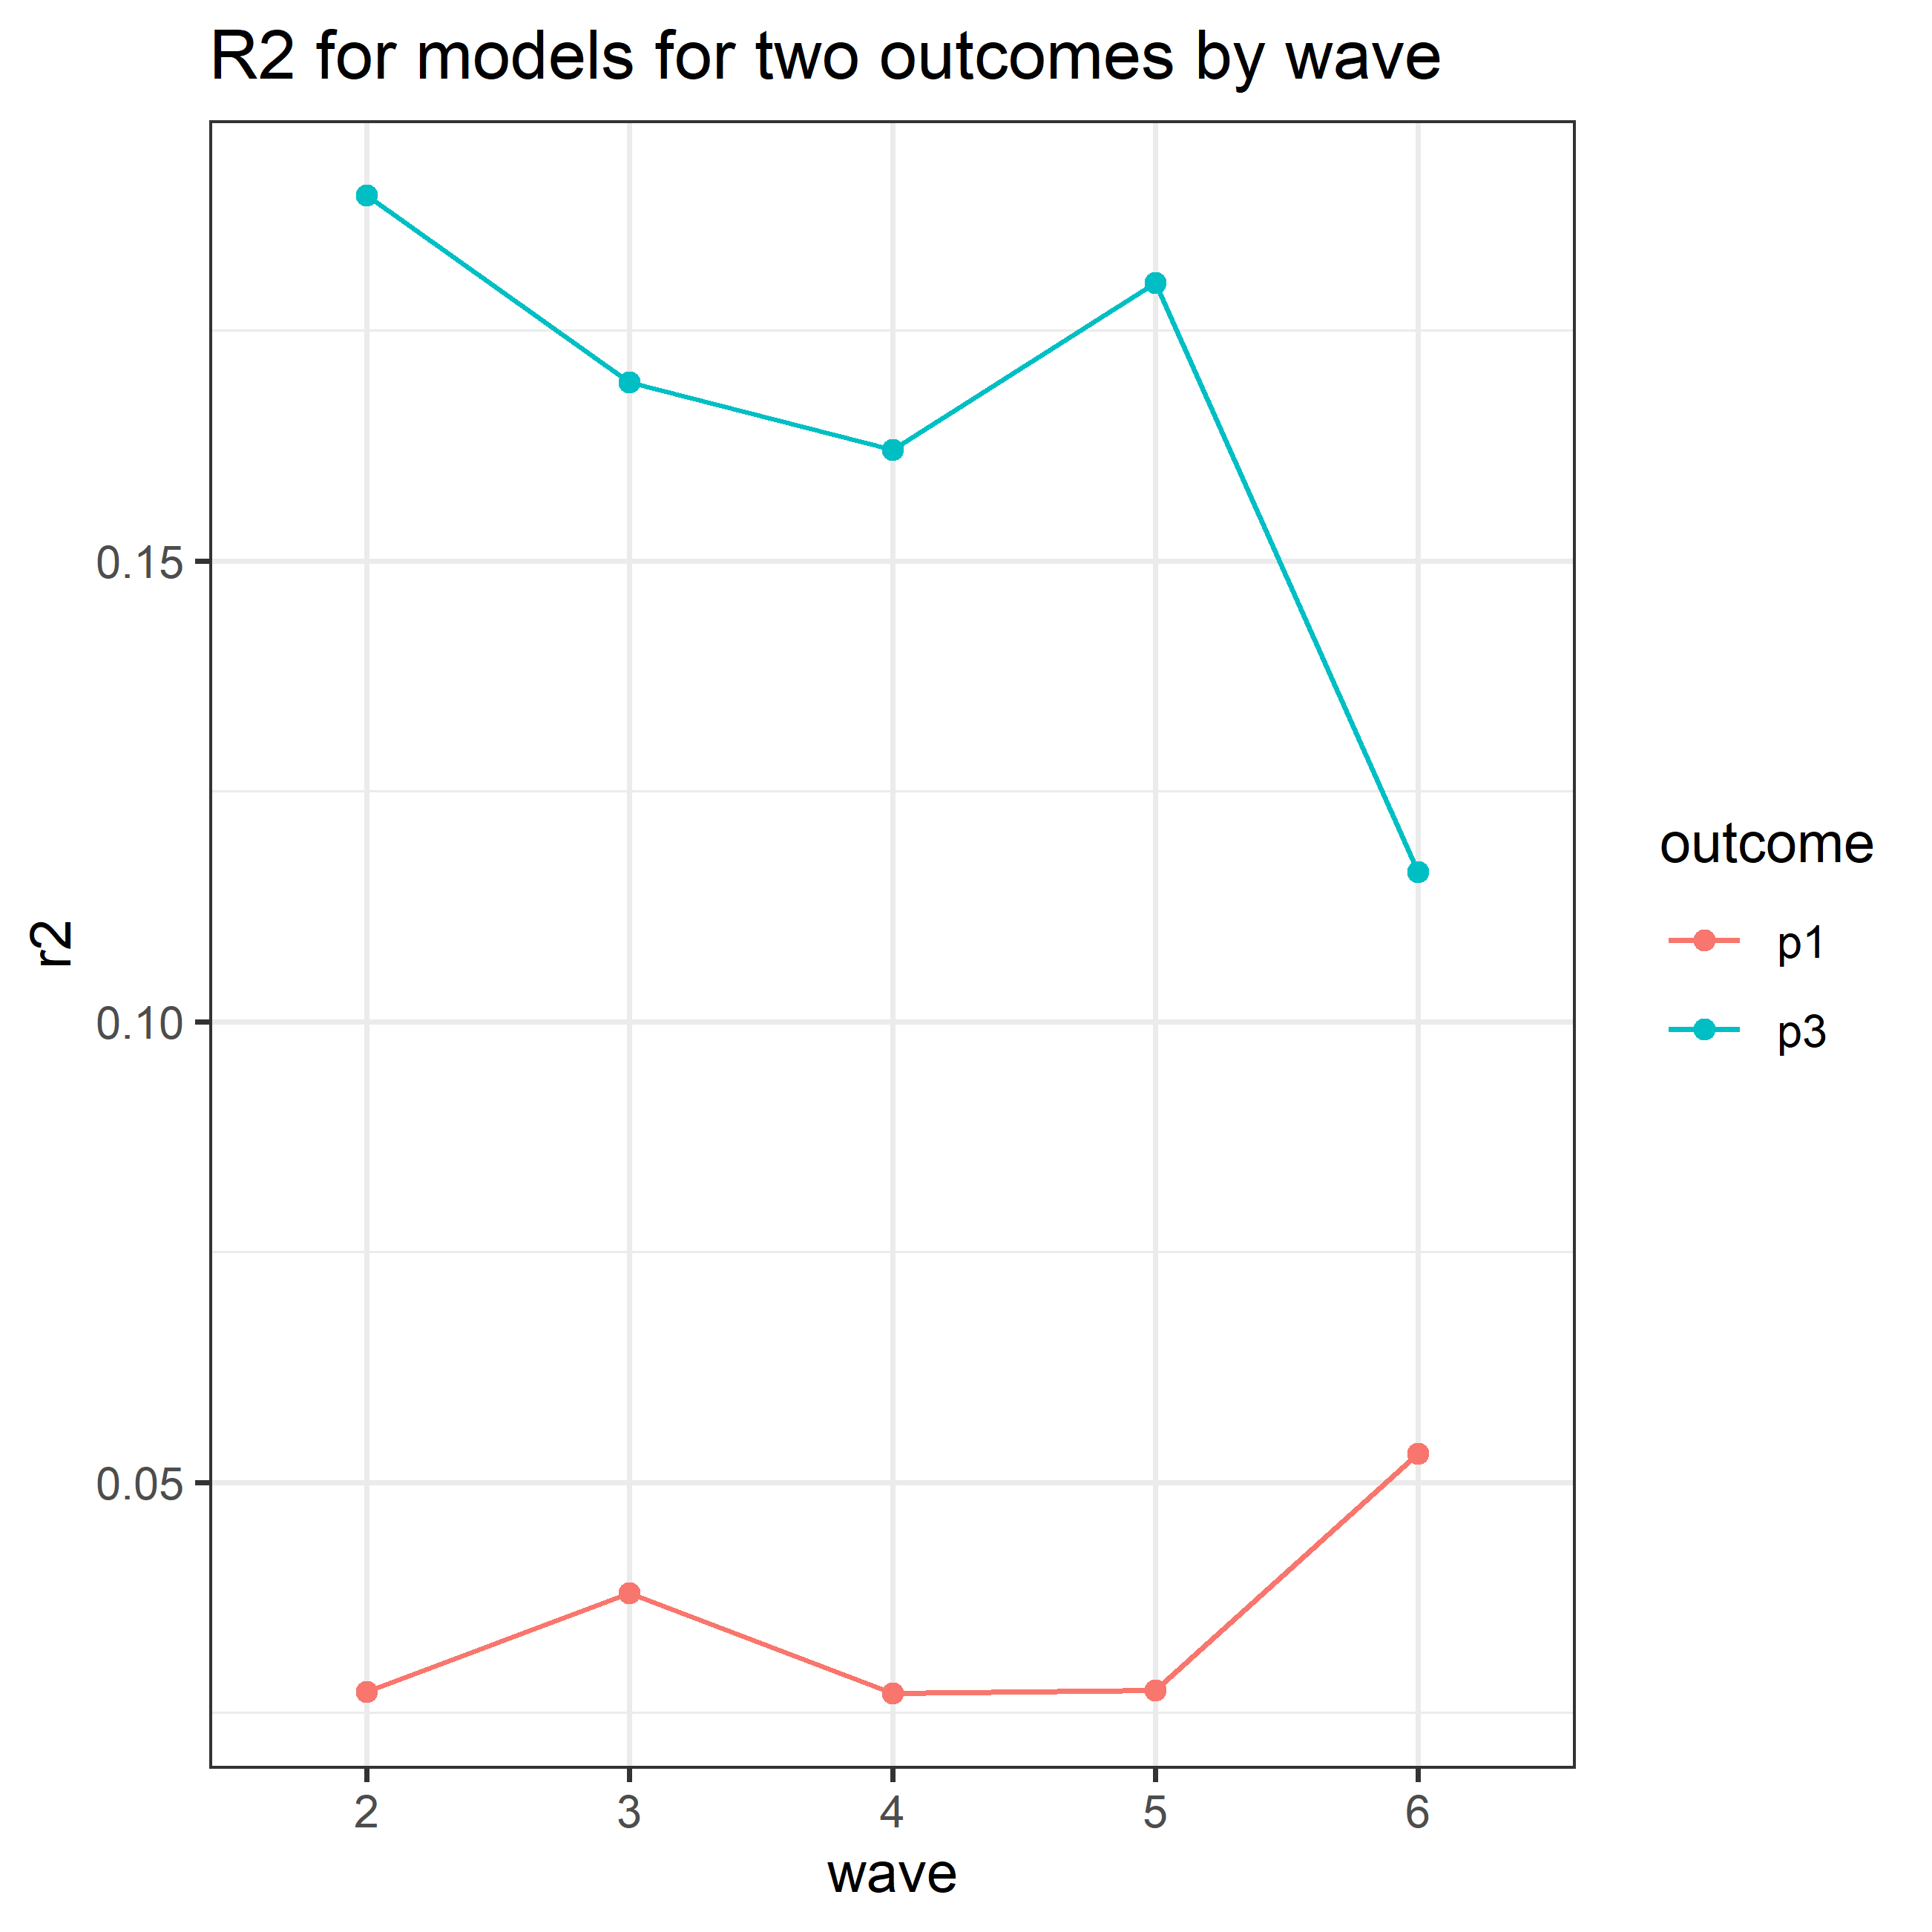 R2 for models for two outcomes by wave
r2
0.15
0.10
0.05
2 3 4 5 6
wave
outcome
p1
p3